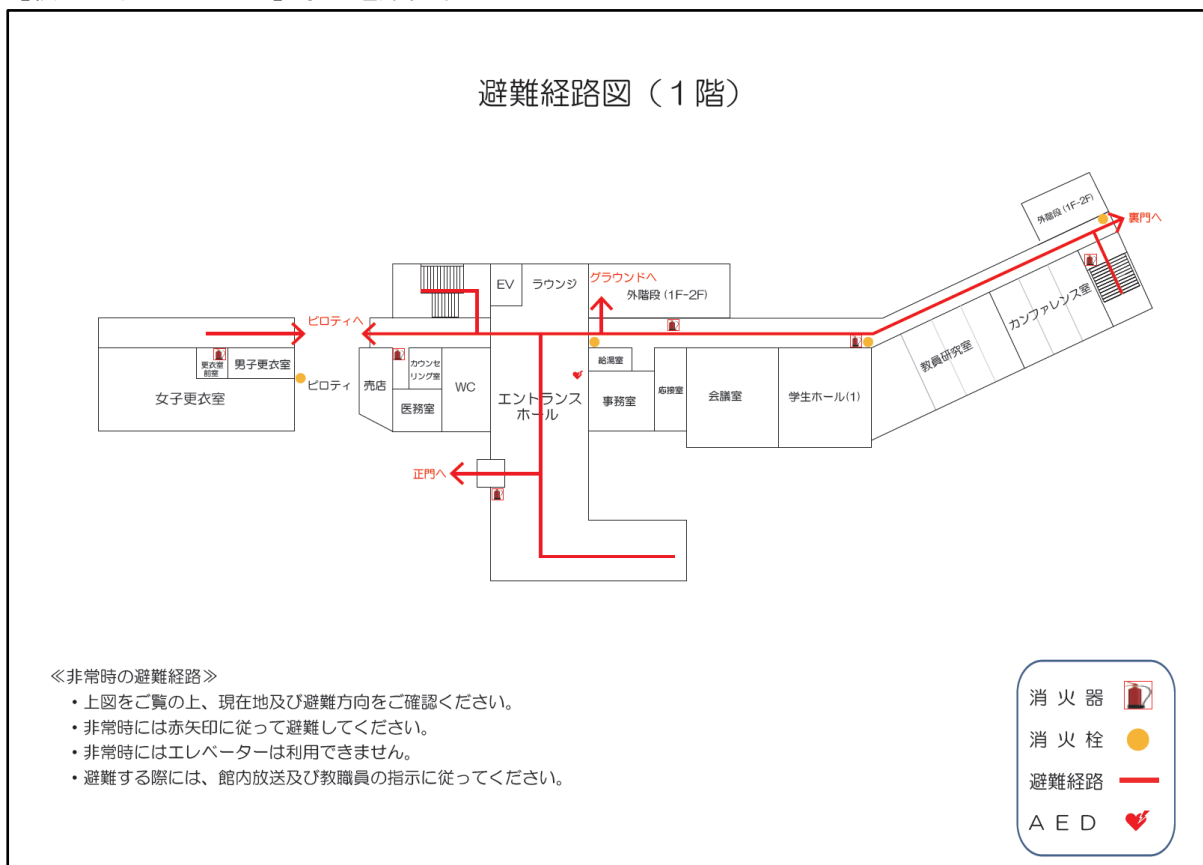 避難経路図（１階）
外階段(1F-2F)
裏門へ
EV
ラウンジ
グラウンドへ
外階段(1F-2F)
ピロティへ
カンファレンス室
教員研究室
更衣室
前室
男子更衣室
女子更衣室
ピロティ
売店
カウンセ
リング室
医務室
WC
エントランス
ホール
給湯室
事務室
応接室
会議室
学生ホール(1)
正門へ
≪非常時の避難経路≫
・上図をご覧の上、現在地及び避難方向をご確認ください。
・非常時には赤矢印に従って避難してください。
・非常時にはエレベーターは利用できません。
・避難する際には、館内放送及び教職員の指示に従ってください。
消火器
消火栓
避難経路
ＡＥＤ